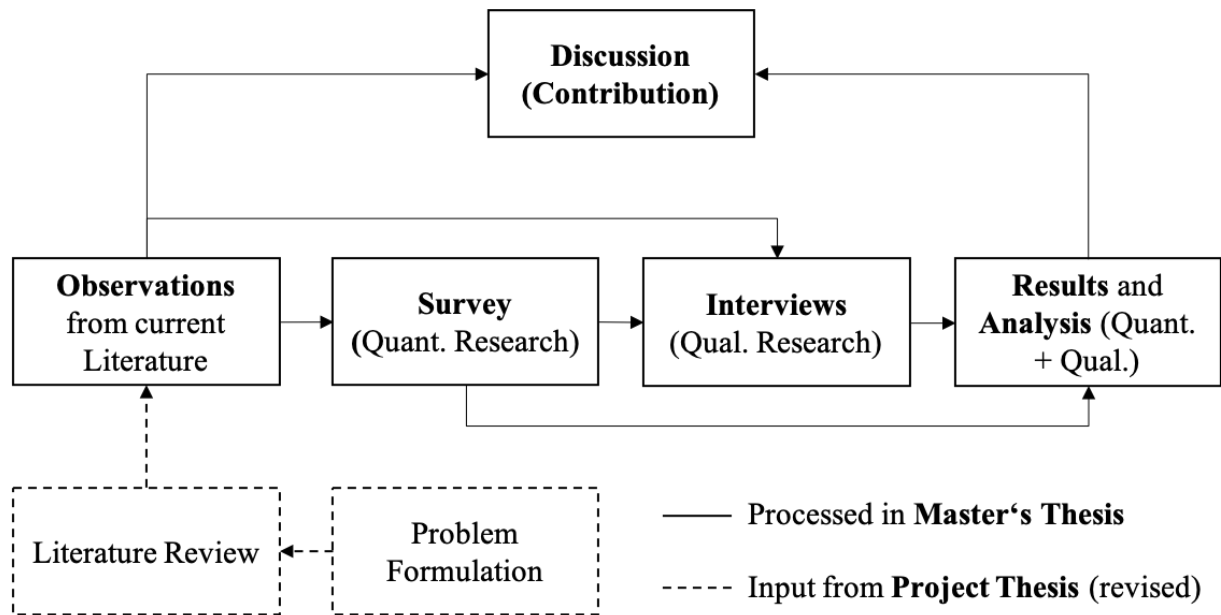 Discussion
(Contribution)
Observations
from current
Literature
Survey
(Quant. Research)
Interviews
(Qual. Research)
Results and
Analysis (Quant.
+ Qual.)
Literature Review
Problem
Formulation
Processed in Master‘s Thesis
Input from Project Thesis (revised)